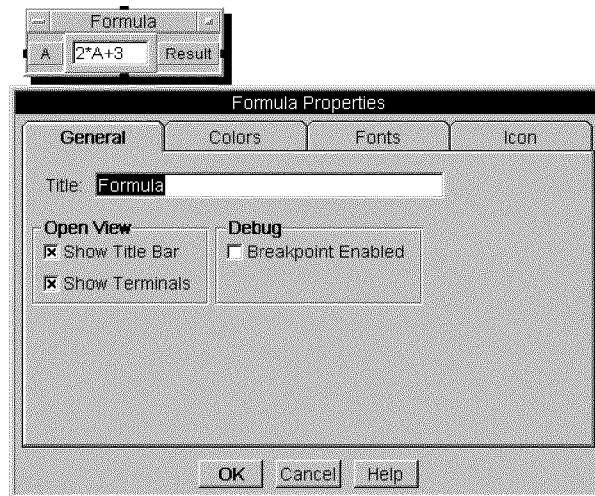 Formula
A 2*A+3 Result
Formula Properties
General Colors Fonts Icon
Title: Formula
Open View Debug
Show Title Bar Breakpoint Enabled
Show Terminals
OK Cancel Help